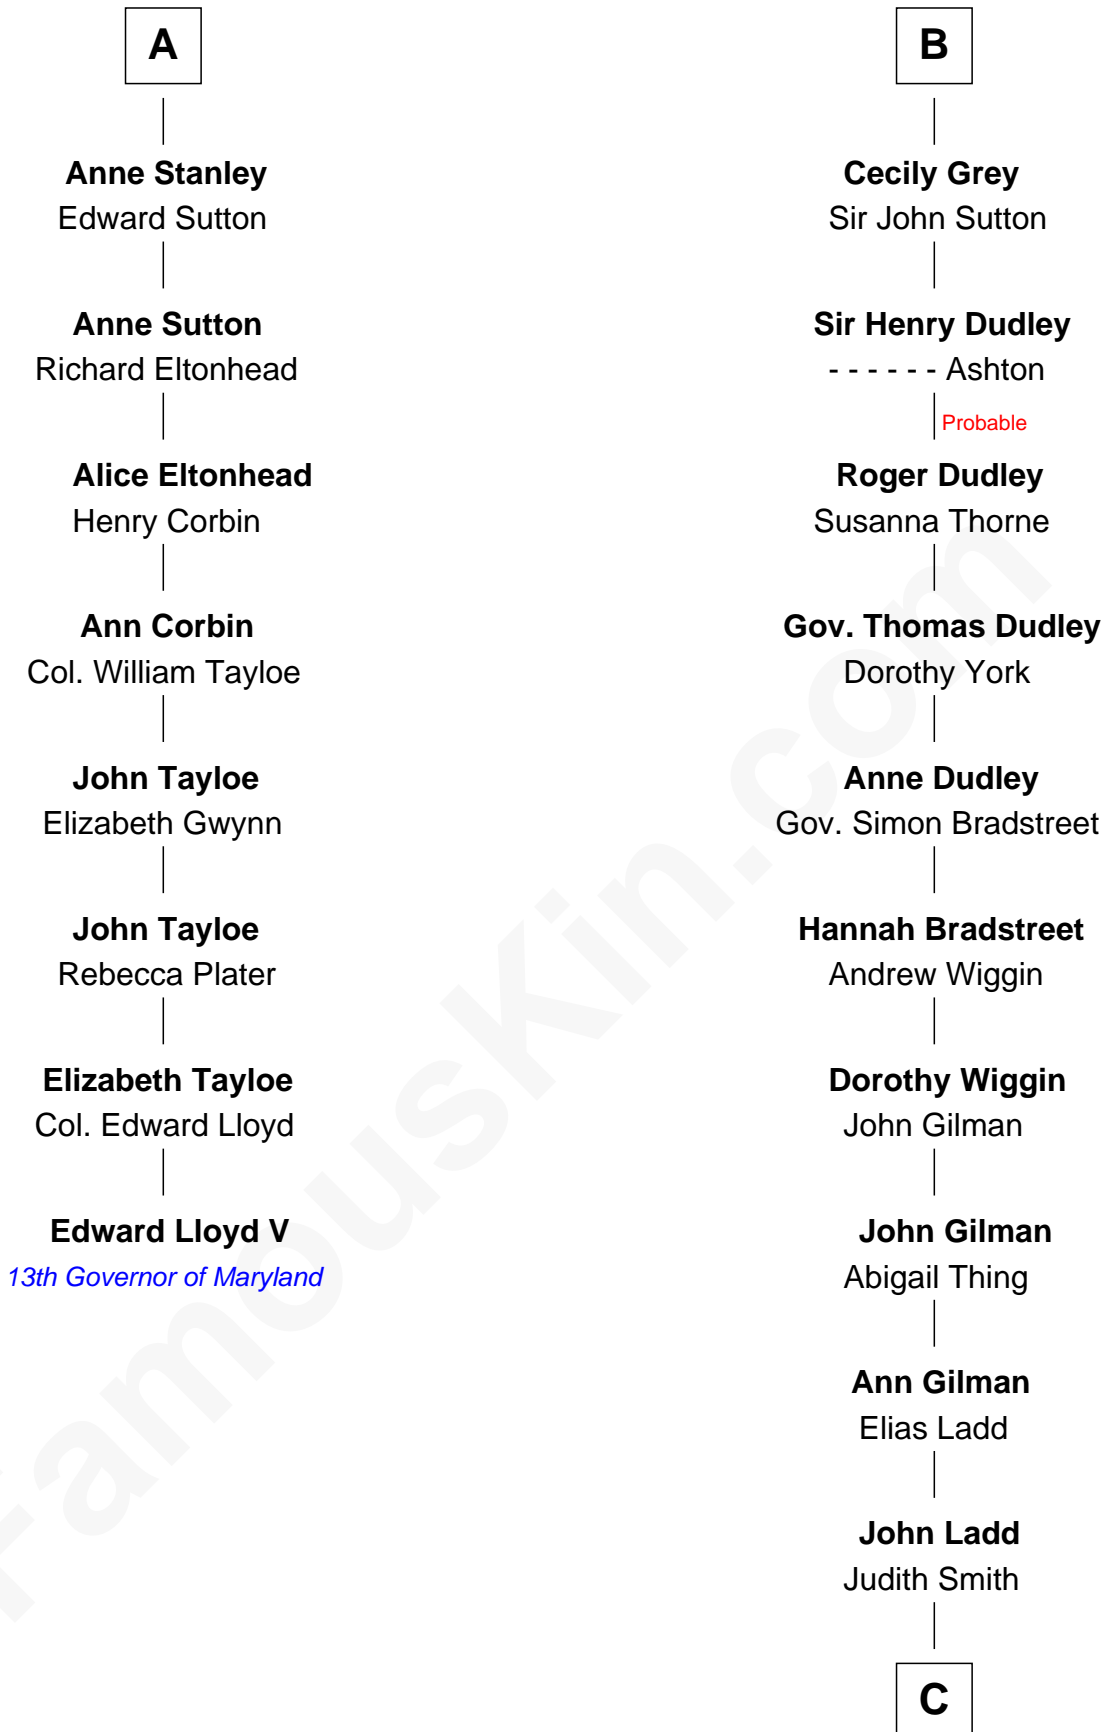 A
Anne Stanley
Edward Sutton
Anne Sutton
Richard Eltonhead
Alice Eltonhead
Henry Corbin
Ann Corbin
Col. William Tayloe
John Tayloe
Elizabeth Gwynn
John Tayloe
Rebecca Plater
Elizabeth Tayloe
Col. Edward Lloyd
Edward Lloyd V
13th Governor of Maryland
B
Cecily Grey
Sir John Sutton
Sir Henry Dudley
- - - - - - Ashton
Probable
Roger Dudley
Susanna Thorne
Gov. Thomas Dudley
Dorothy York
Anne Dudley
Gov. Simon Bradstreet
Hannah Bradstreet
Andrew Wiggin
Dorothy Wiggin
John Gilman
John Gilman
Abigail Thing
Ann Gilman
Elias Ladd
John Ladd
Judith Smith
C
FamousKin.com